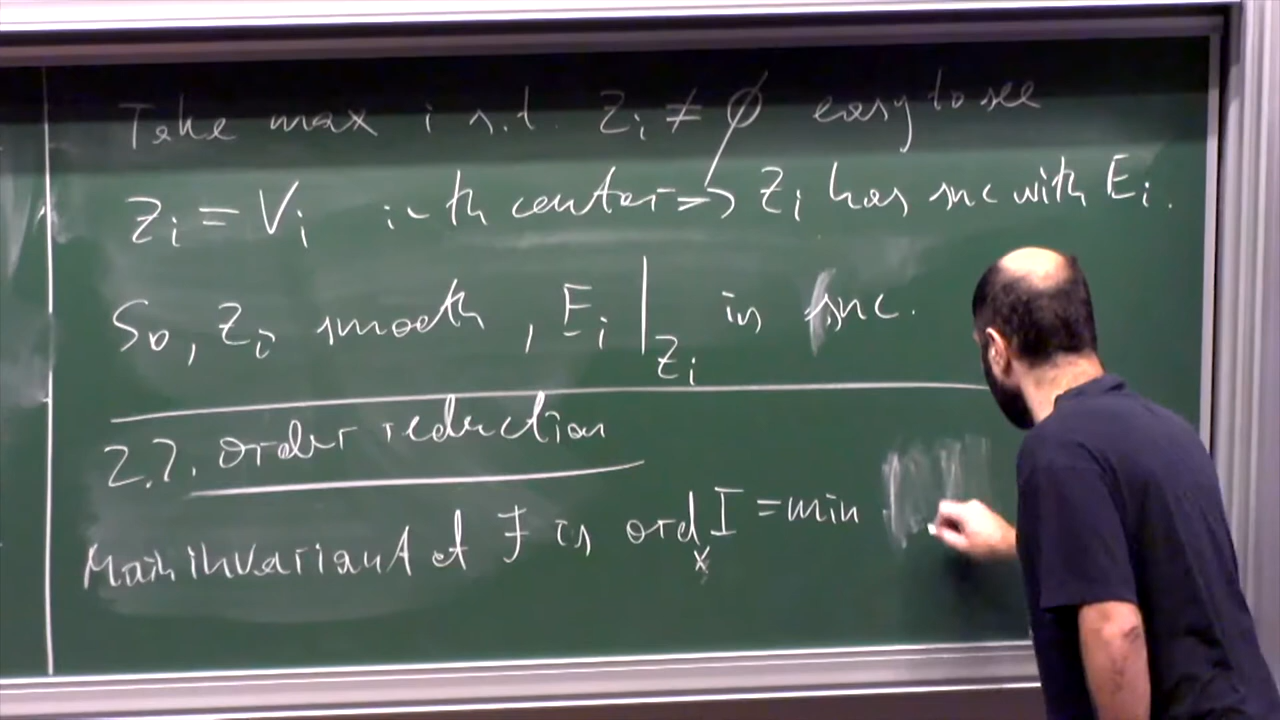 Take max i s.t. Z_i ≠ ∅ easy to see
Z_i = V_i i-th center => Z_i has snc with E_i.
So, Z_i smooth, E_i|_{Z_i} is snc.
2.7. order reduction
Main invariant of I is ord_x I = min